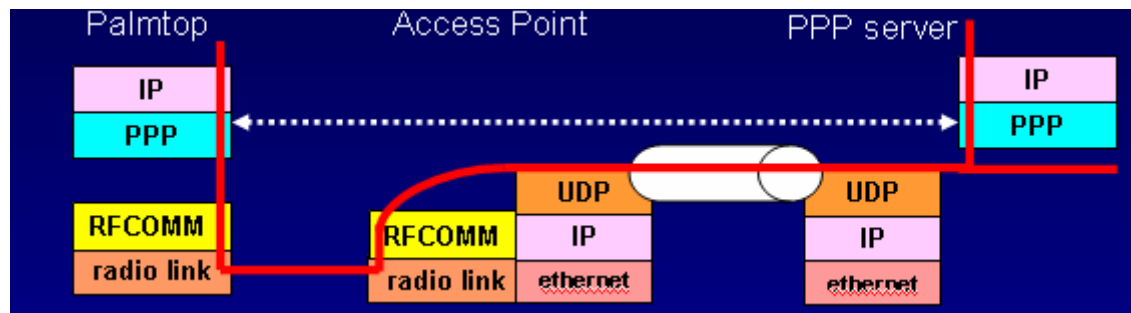 Palmtop Access Point PPP server
IP IP
PPP PPP
UDP UDP
RFCOMM RFCOMM IP IP
radio link radio link ethernet ethernet